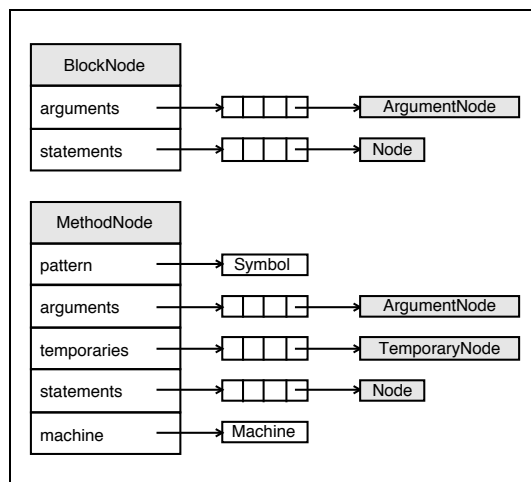 BlockNode
arguments ArgumentNode
statements Node
MethodNode
pattern Symbol
arguments ArgumentNode
temporaries TemporaryNode
statements Node
machine Machine